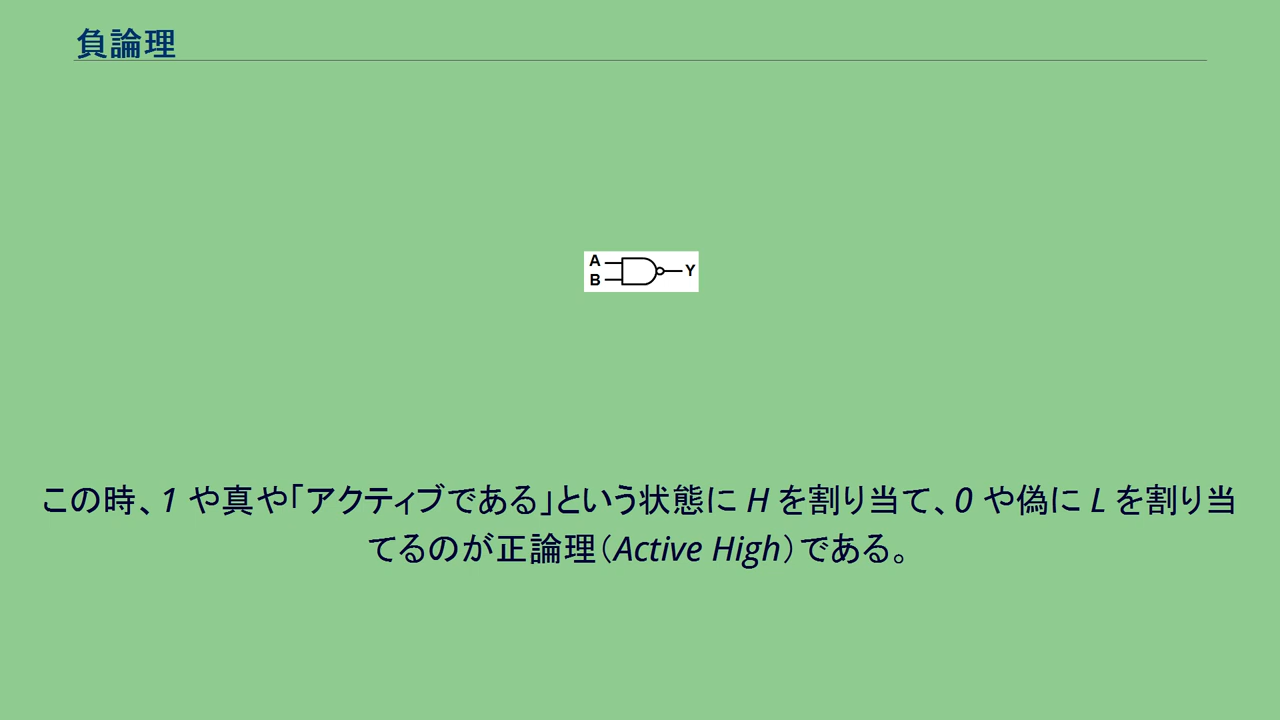 負論理
A
B
Y
この時、1 や真や「アクティブである」という状態に H を割り当て、0 や偽に L を割り当
てるのが正論理（Active High）である。